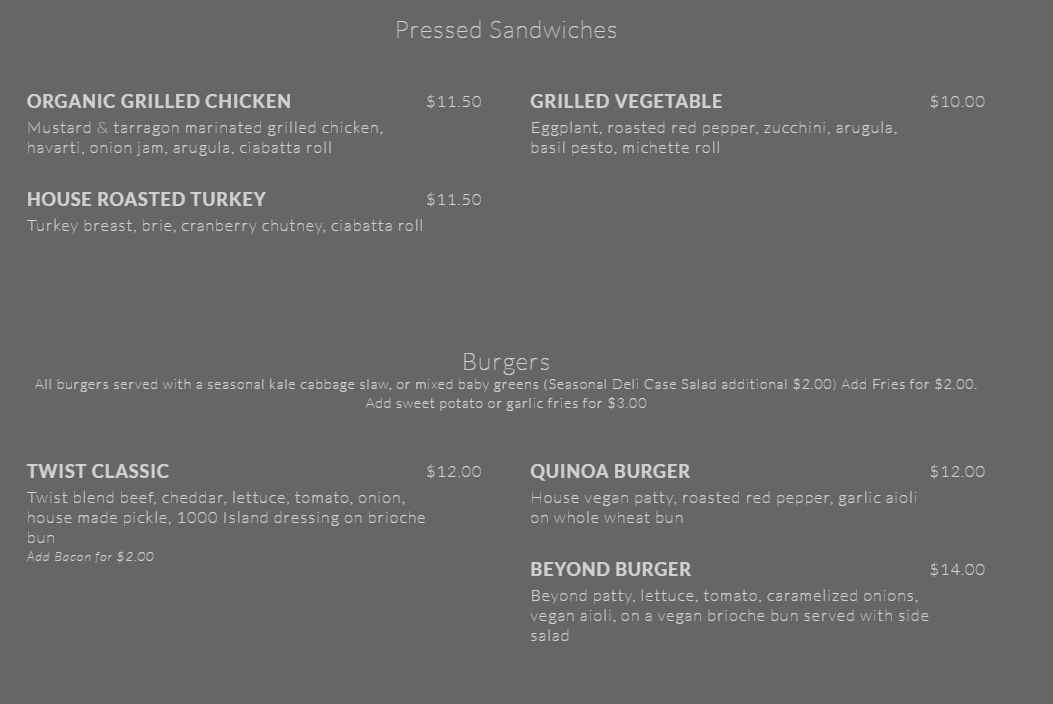 Pressed Sandwiches
ORGANIC GRILLED CHICKEN $11.50
Mustard & tarragon marinated grilled chicken,
havarti, onion jam, arugula, ciabatta roll
HOUSE ROASTED TURKEY $11.50
Turkey breast, brie, cranberry chutney, ciabatta roll
GRILLED VEGETABLE $10.00
Eggplant, roasted red pepper, zucchini, arugula,
basil pesto, michette roll
Burgers
All burgers served with a seasonal kale cabbage slaw, or mixed baby greens (Seasonal Deli Case Salad additional $2.00) Add Fries for $2.00.
Add sweet potato or garlic fries for $3.00
TWIST CLASSIC $12.00
Twist blend beef, cheddar, lettuce, tomato, onion,
house made pickle, 1000 Island dressing on brioche
bun
Add Bacon for $2.00
QUINOA BURGER $12.00
House vegan patty, roasted red pepper, garlic aioli
on whole wheat bun
BEYOND BURGER $14.00
Beyond patty, lettuce, tomato, caramelized onions,
vegan aioli, on a vegan brioche bun served with side
salad